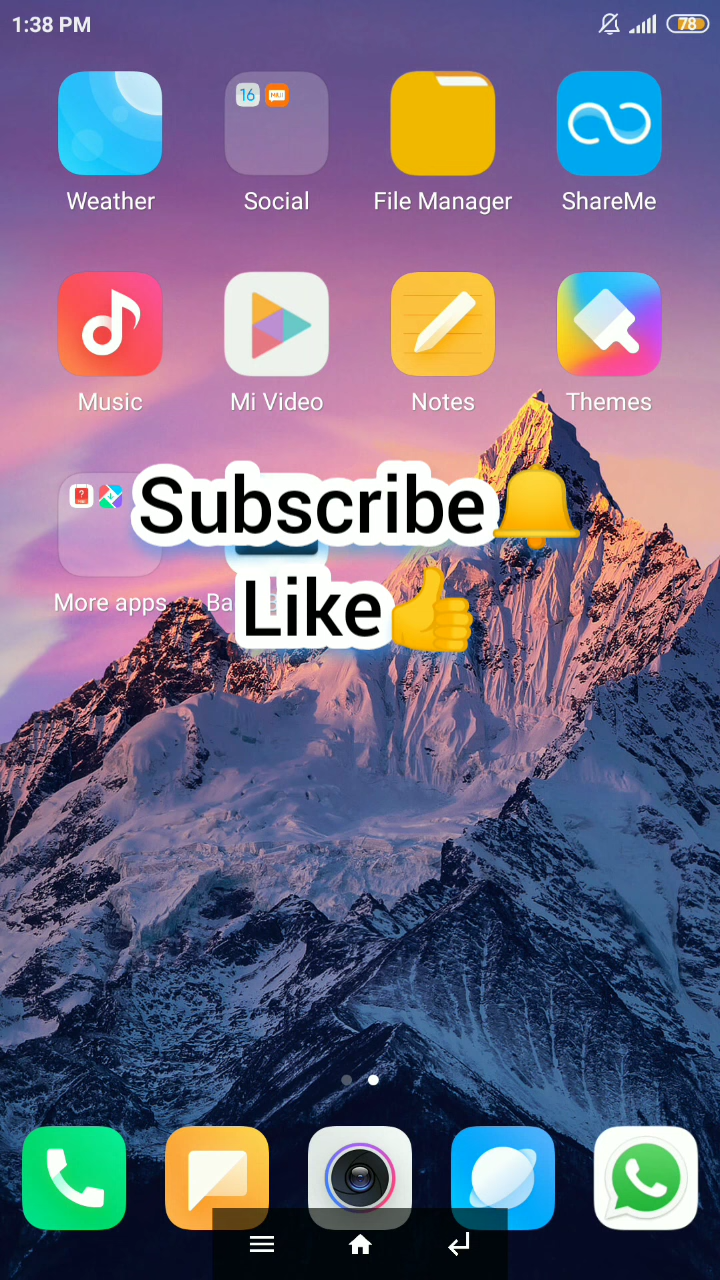 1:38 PM
78
16
Weather
Social
File Manager
ShareMe
Music
Mi Video
Notes
Themes
Subscribe🔔
More apps
Like👍